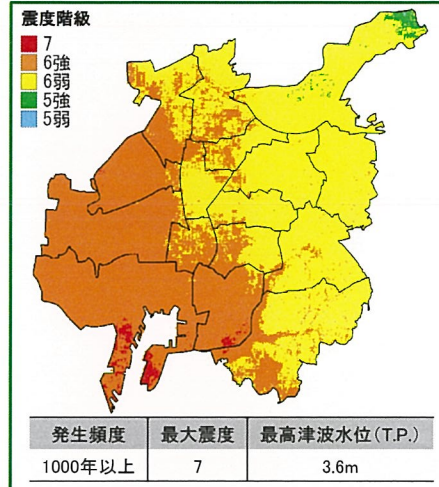 震度階級
7
6強
6弱
5強
5弱
発生頻度 最大震度 最高津波水位(T.P.)
1000年以上 7 3.6m